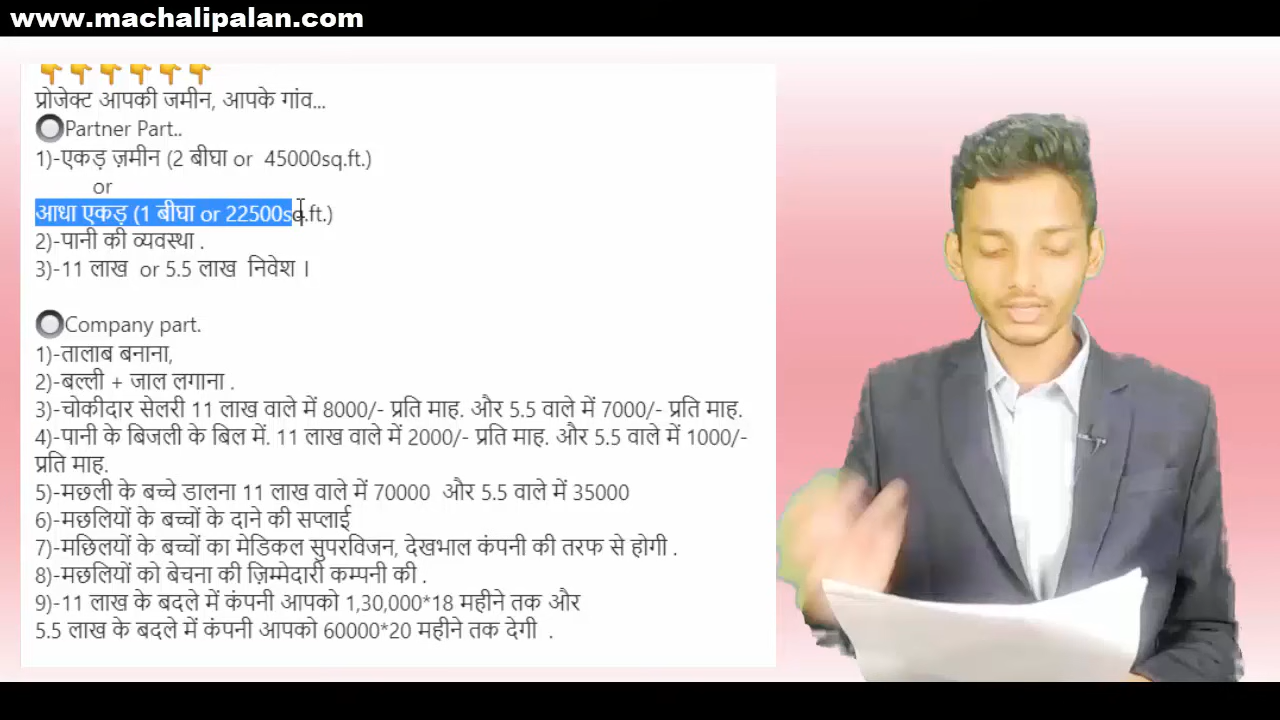 www.machalipalan.com
👇👇👇👇👇👇
प्रोजेक्ट आपकी जमीन, आपके गांव...
🔘Partner Part..
1)-एकड़ ज़मीन (2 बीघा or 45000sq.ft.)
or
आधा एकड़ (1 बीघा or 22500sq.ft.)
2)-पानी की व्यवस्था .
3)-11 लाख or 5.5 लाख निवेश ।
🔘Company part.
1)-तालाब बनाना,
2)-बल्ली + जाल लगाना .
3)-चोकीदार सेलरी 11 लाख वाले में 8000/- प्रति माह. और 5.5 वाले में 7000/- प्रति माह.
4)-पानी के बिजली के बिल में. 11 लाख वाले में 2000/- प्रति माह. और 5.5 वाले में 1000/-
प्रति माह.
5)-मछली के बच्चे डालना 11 लाख वाले में 70000 और 5.5 वाले में 35000
6)-मछलियों के बच्चों के दाने की सप्लाई
7)-मछिलयों के बच्चों का मेडिकल सुपरविजन, देखभाल कंपनी की तरफ से होगी .
8)-मछलियों को बेचना की ज़िम्मेदारी कम्पनी की .
9)-11 लाख के बदले में कंपनी आपको 1,30,000*18 महीने तक और
5.5 लाख के बदले में कंपनी आपको 60000*20 महीने तक देगी .